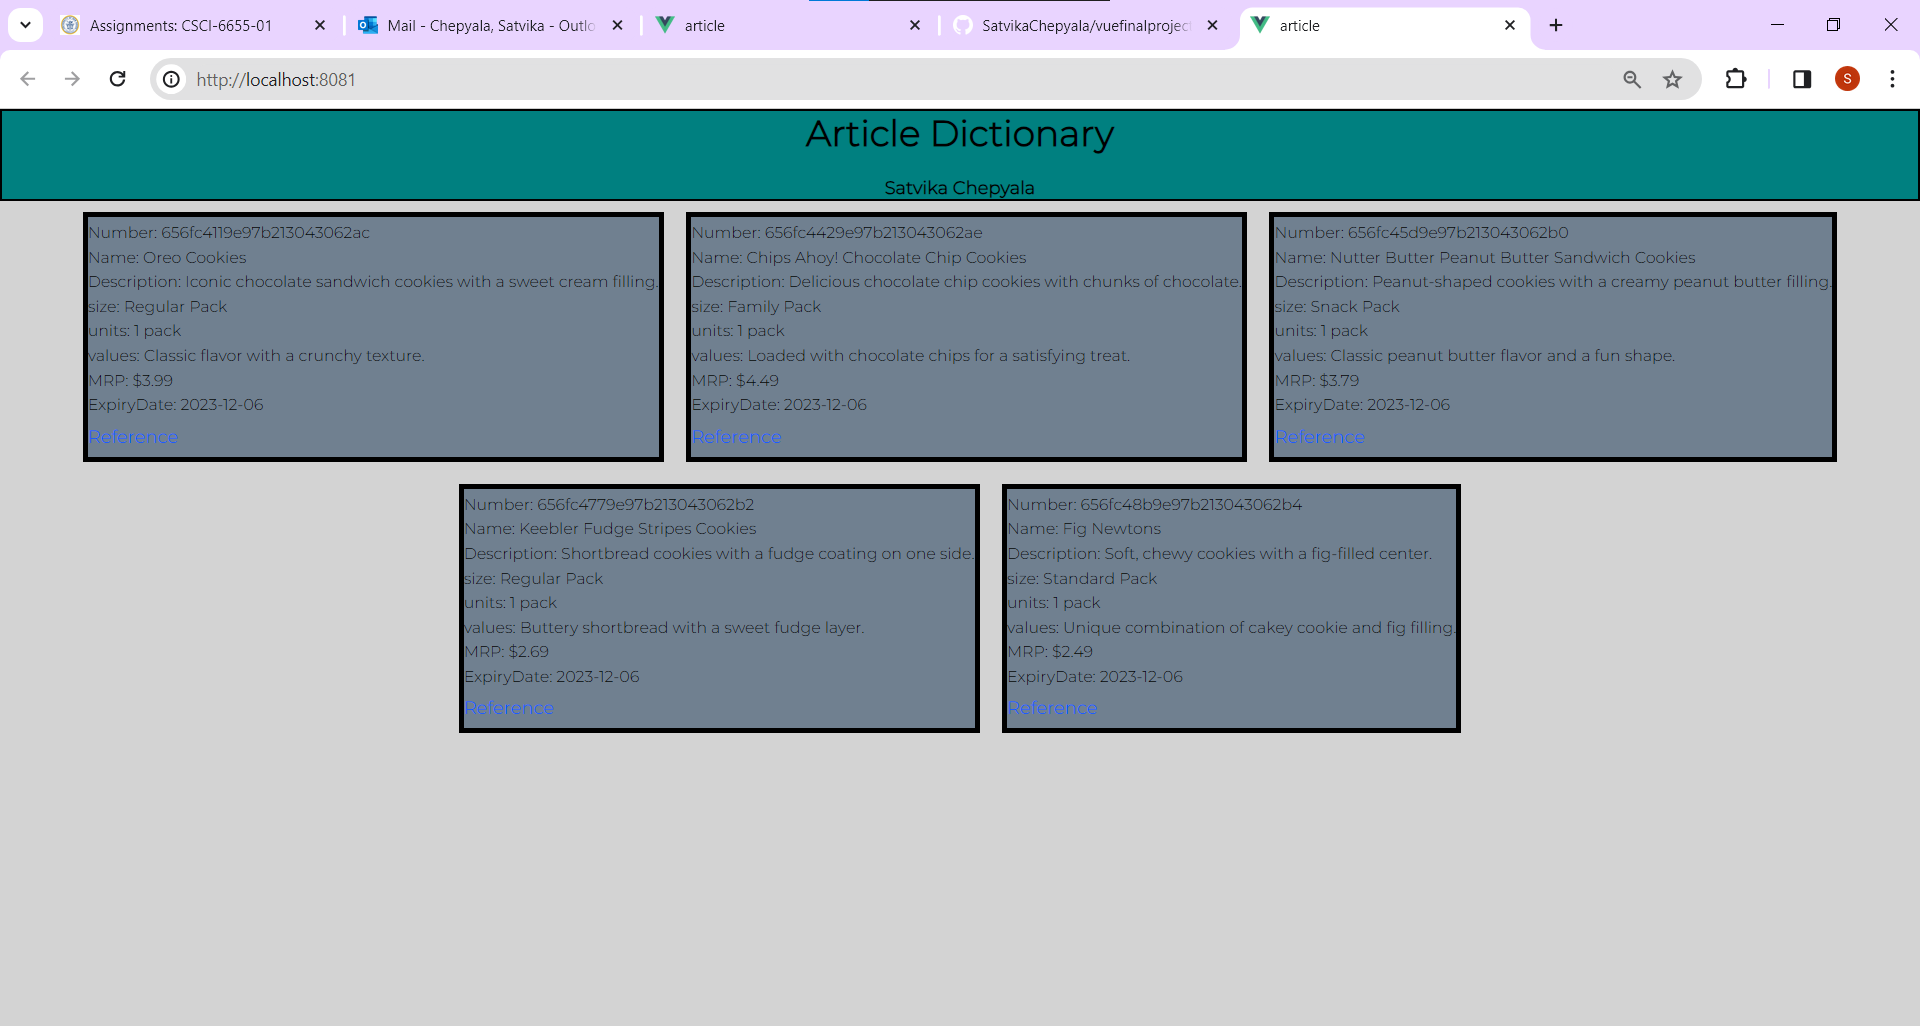 Assignments: CSCI-6655-01
Mail - Chepyala, Satvika - Outlo
article
SatvikaChepyala/vuefinalproject
article
http://localhost:8081
S
Article Dictionary
Satvika Chepyala
Number: 656fc4119e97b213043062ac
Name: Oreo Cookies
Description: Iconic chocolate sandwich cookies with a sweet cream filling.
size: Regular Pack
units: 1 pack
values: Classic flavor with a crunchy texture.
MRP: $3.99
ExpiryDate: 2023-12-06
Reference
Number: 656fc4429e97b213043062ae
Name: Chips Ahoy! Chocolate Chip Cookies
Description: Delicious chocolate chip cookies with chunks of chocolate.
size: Family Pack
units: 1 pack
values: Loaded with chocolate chips for a satisfying treat.
MRP: $4.49
ExpiryDate: 2023-12-06
Reference
Number: 656fc45d9e97b213043062b0
Name: Nutter Butter Peanut Butter Sandwich Cookies
Description: Peanut-shaped cookies with a creamy peanut butter filling.
size: Snack Pack
units: 1 pack
values: Classic peanut butter flavor and a fun shape.
MRP: $3.79
ExpiryDate: 2023-12-06
Reference
Number: 656fc4779e97b213043062b2
Name: Keebler Fudge Stripes Cookies
Description: Shortbread cookies with a fudge coating on one side.
size: Regular Pack
units: 1 pack
values: Buttery shortbread with a sweet fudge layer.
MRP: $2.69
ExpiryDate: 2023-12-06
Reference
Number: 656fc48b9e97b213043062b4
Name: Fig Newtons
Description: Soft, chewy cookies with a fig-filled center.
size: Standard Pack
units: 1 pack
values: Unique combination of cakey cookie and fig filling.
MRP: $2.49
ExpiryDate: 2023-12-06
Reference